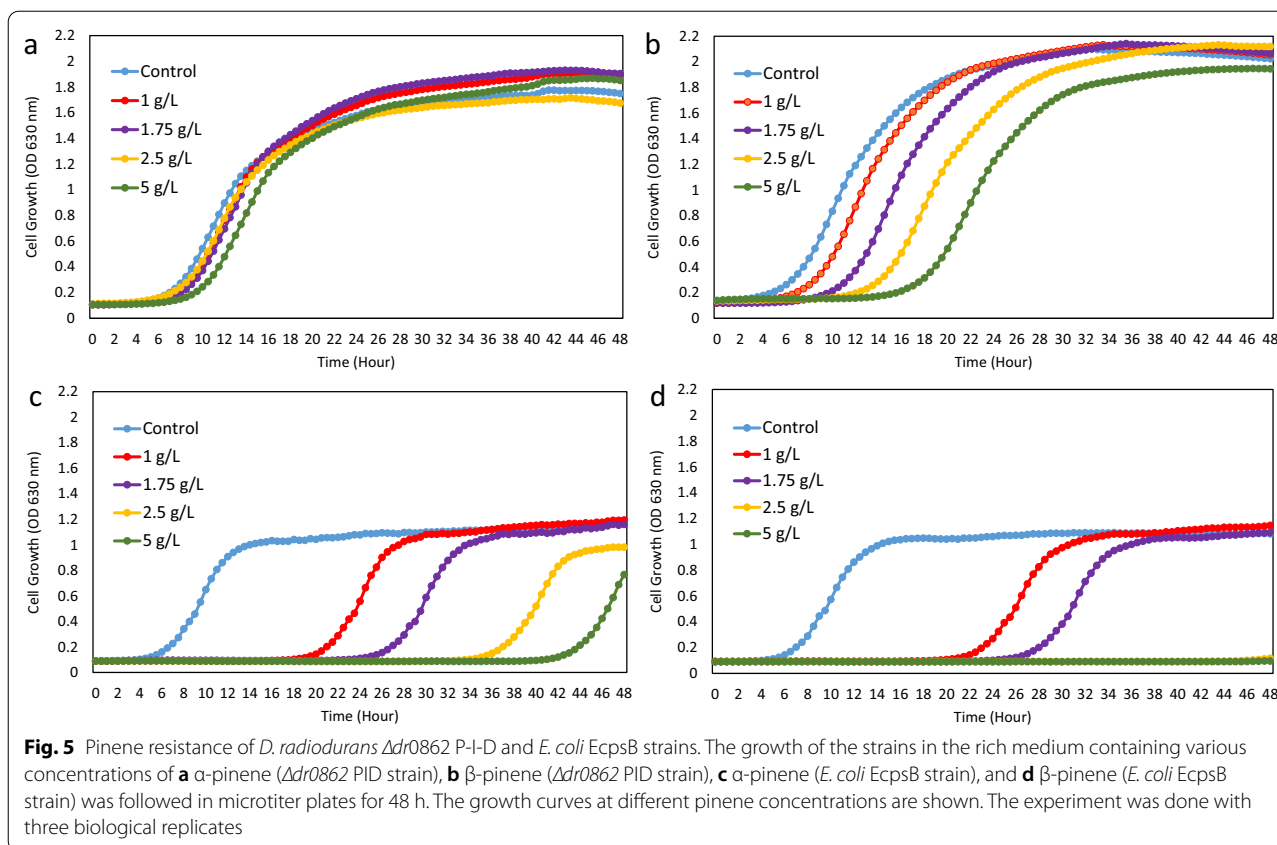 a
Control
1 g/L
1.75 g/L
2.5 g/L
5 g/L
Cell Growth (OD 630 nm)
2.2
2
1.8
1.6
1.4
1.2
1
0.8
0.6
0.4
0.2
0
0 2 4 6 8 10 12 14 16 18 20 22 24 26 28 30 32 34 36 38 40 42 44 46 48
Time (Hour)
b
Control
1 g/L
1.75 g/L
2.5 g/L
5 g/L
Cell Growth (OD 630 nm)
2.2
2
1.8
1.6
1.4
1.2
1
0.8
0.6
0.4
0.2
0
0 2 4 6 8 10 12 14 16 18 20 22 24 26 28 30 32 34 36 38 40 42 44 46 48
Time (Hour)
c
Control
1 g/L
1.75 g/L
2.5 g/L
5 g/L
Cell Growth (OD 630 nm)
2.2
2
1.8
1.6
1.4
1.2
1
0.8
0.6
0.4
0.2
0
0 2 4 6 8 10 12 14 16 18 20 22 24 26 28 30 32 34 36 38 40 42 44 46 48
Time (Hour)
d
Control
1 g/L
1.75 g/L
2.5 g/L
5 g/L
Cell Growth (OD 630 nm)
2.2
2
1.8
1.6
1.4
1.2
1
0.8
0.6
0.4
0.2
0
0 2 4 6 8 10 12 14 16 18 20 22 24 26 28 30 32 34 36 38 40 42 44 46 48
Time (Hour)
Fig. 5 Pinene resistance of D. radiodurans Δdr0862 P-I-D and E. coli EcpsB strains. The growth of the strains in the rich medium containing various
concentrations of a α-pinene (Δdr0862 PID strain), b β-pinene (Δdr0862 PID strain), c α-pinene (E. coli EcpsB strain), and d β-pinene (E. coli EcpsB
strain) was followed in microtiter plates for 48 h. The growth curves at different pinene concentrations are shown. The experiment was done with
three biological replicates